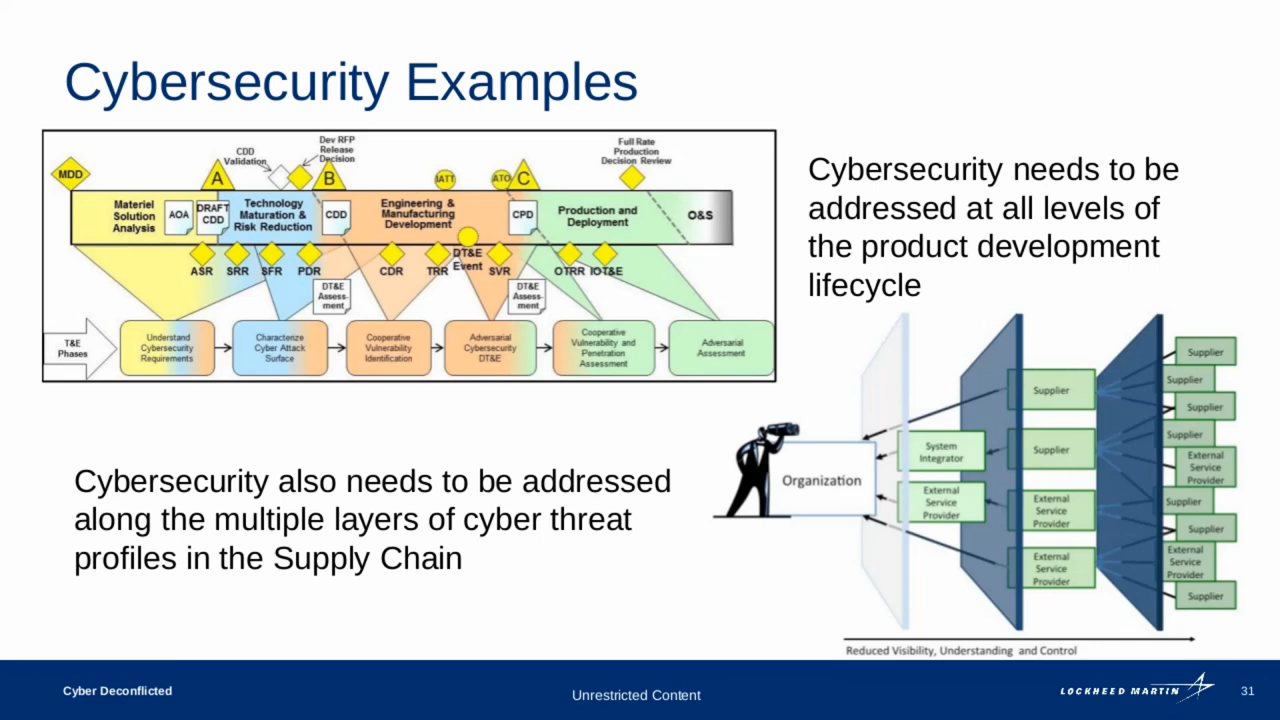 Cybersecurity Examples
CDD
Validation
Dev RFP
Release
Decision
Full Rate
Production
Decision Review
MDD
A
B
IATT
ATO
C
Materiel
Solution
Analysis
AOA
DRAFT
CDD
Technology
Maturation &
Risk Reduction
CDD
Engineering &
Manufacturing
Development
CPD
Production and
Deployment
O&S
ASR
SRR
SFR
PDR
CDR
TRR
DT&E
Event
SVR
OTRR
IOT&E
DT&E
Assess-
ment
DT&E
Assess-
ment
T&E
Phases
Understand
Cybersecurity
Requirements
Characterize
Cyber Attack
Surface
Cooperative
Vulnerability
Identification
Adversarial
Cybersecurity
DT&E
Cooperative
Vulnerability and
Penetration
Assessment
Adversarial
Assessment
Cybersecurity needs to be
addressed at all levels of
the product development
lifecycle
Cybersecurity also needs to be addressed
along the multiple layers of cyber threat
profiles in the Supply Chain
Organization
System
Integrator
External
Service
Provider
Supplier
Supplier
External
Service
Provider
External
Service
Provider
Supplier
Supplier
Supplier
Supplier
External
Service
Provider
Supplier
Supplier
External
Service
Provider
Supplier
Reduced Visibility, Understanding and Control
Cyber Deconflicted
Unrestricted Content
LOCKHEED MARTIN
31